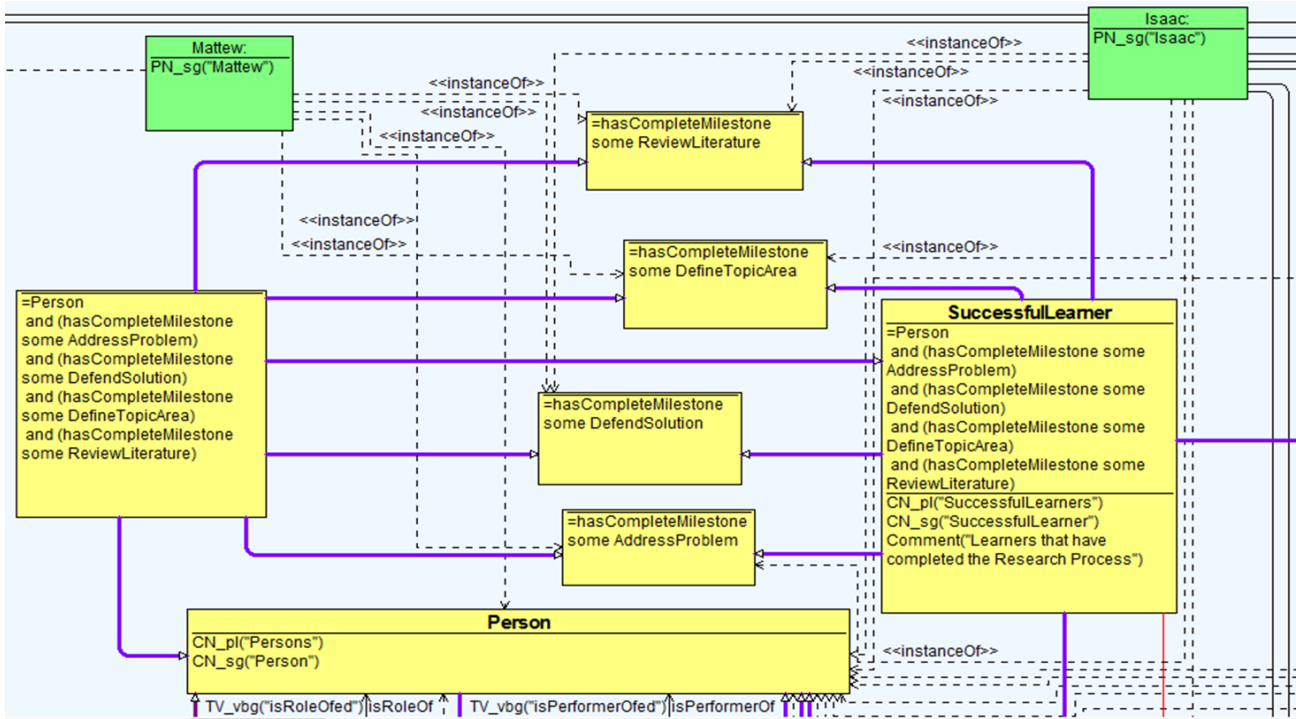 Mattew:
PN_sg("Mattew")
Isaac:
PN_sg("Isaac")
<<instanceOf>>
<<instanceOf>>
<<instanceOf>>
<<instanceOf>>
<<instanceOf>>
<<instanceOf>>
=hasCompleteMilestone
some ReviewLiterature
<<instanceOf>>
<<instanceOf>>
<<instanceOf>>
=hasCompleteMilestone
some DefineTopicArea
=Person
and (hasCompleteMilestone
some AddressProblem)
and (hasCompleteMilestone
some DefendSolution)
and (hasCompleteMilestone
some DefineTopicArea)
and (hasCompleteMilestone
some ReviewLiterature)
SuccessfulLearner
=Person
and (hasCompleteMilestone some
AddressProblem)
and (hasCompleteMilestone some
DefendSolution)
and (hasCompleteMilestone some
DefineTopicArea)
and (hasCompleteMilestone some
ReviewLiterature)
CN_pl("SuccessfulLearners")
CN_sg("SuccessfulLearner")
Comment("Learners that have
completed the Research Process")
=hasCompleteMilestone
some DefendSolution
=hasCompleteMilestone
some AddressProblem
Person
CN_pl("Persons")
CN_sg("Person")
<<instanceOf>>
TV_vbg("isRoleOfed")
isRoleOf
TV_vbg("isPerformerOfed")
isPerformerOf